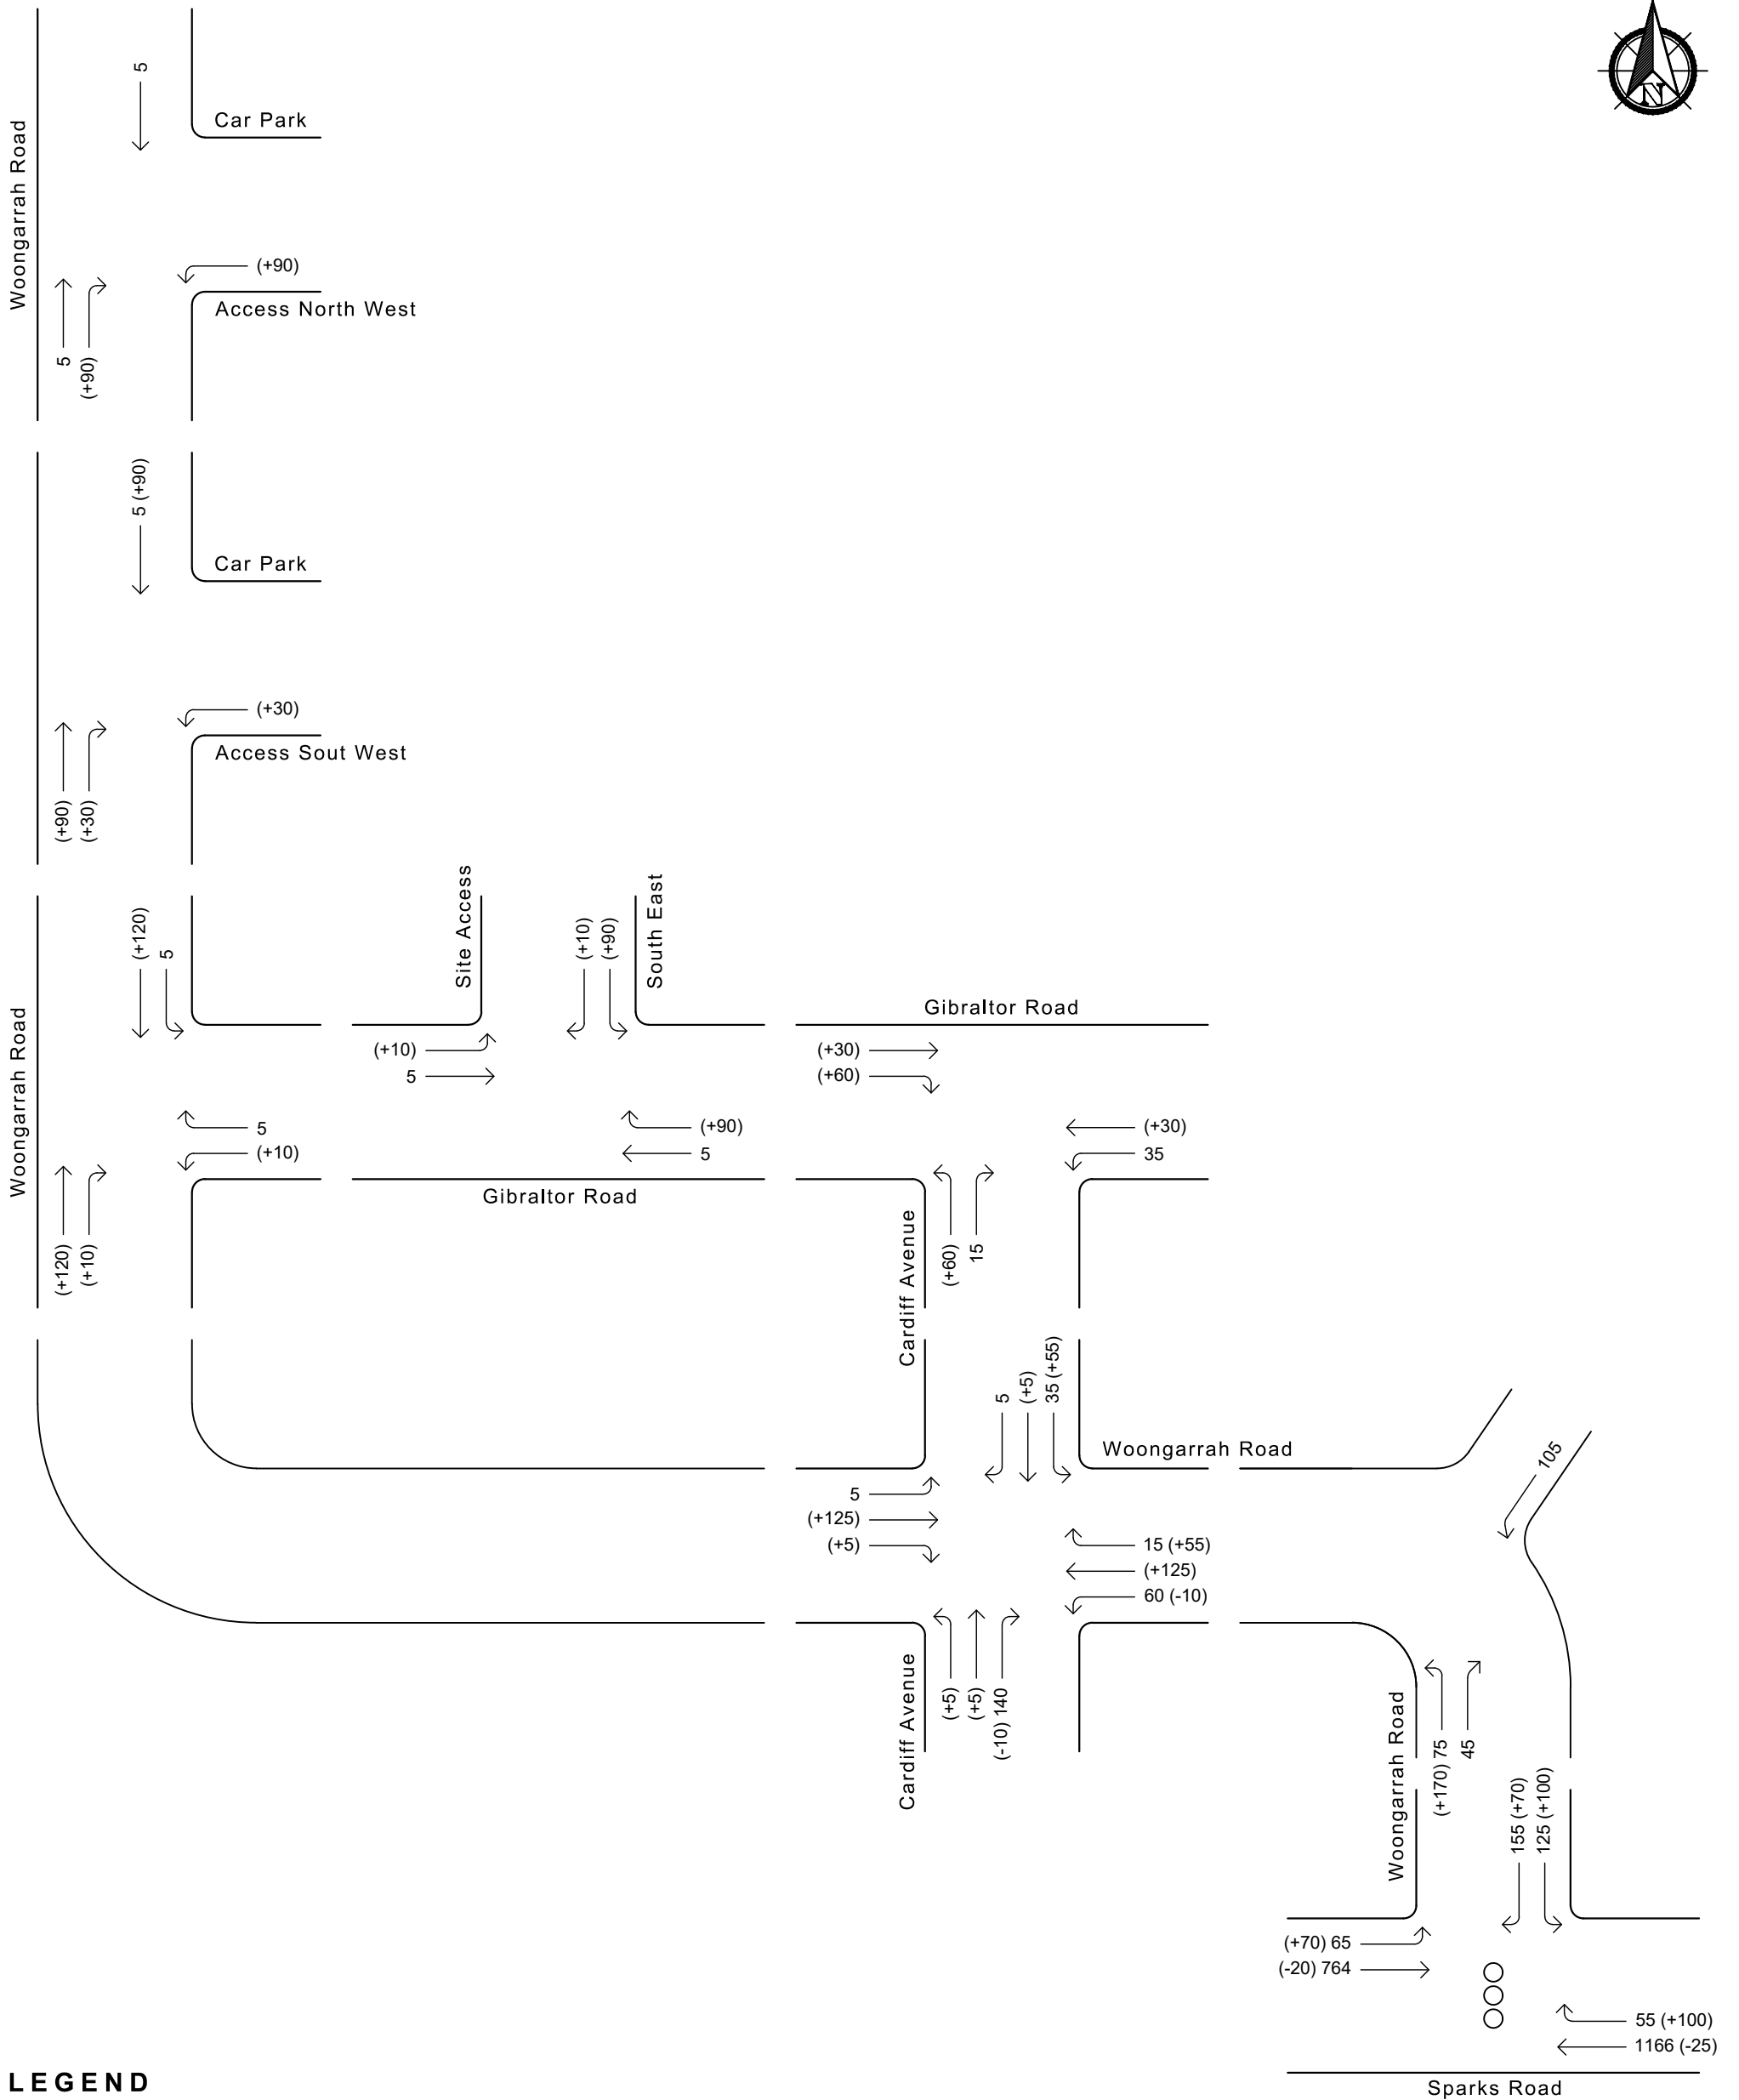 N
5
Car Park
Woongarrah Road
(+90)
Access North West
5
(+90)
5 (+90)
Car Park
(+30)
Access Sout West
(+90)
(+30)
Woongarrah Road
(+120)
5
Site Access
(+10)
(+90)
South East
Gibraltor Road
(+10)
5
(+30)
(+60)
5
(+10)
(+90)
5
(+30)
35
Gibraltor Road
(+120)
(+10)
Cardiff Avenue
(+60)
15
5
(+5)
35 (+55)
Woongarrah Road
105
5
(+125)
(+5)
15 (+55)
(+125)
60 (-10)
Cardiff Avenue
(+5)
(+5)
(-10) 140
Woongarrah Road
(+170) 75
45
155 (+70)
125 (+100)
(+70) 65
(-20) 764
55 (+100)
1166 (-25)
LEGEND
Sparks Road